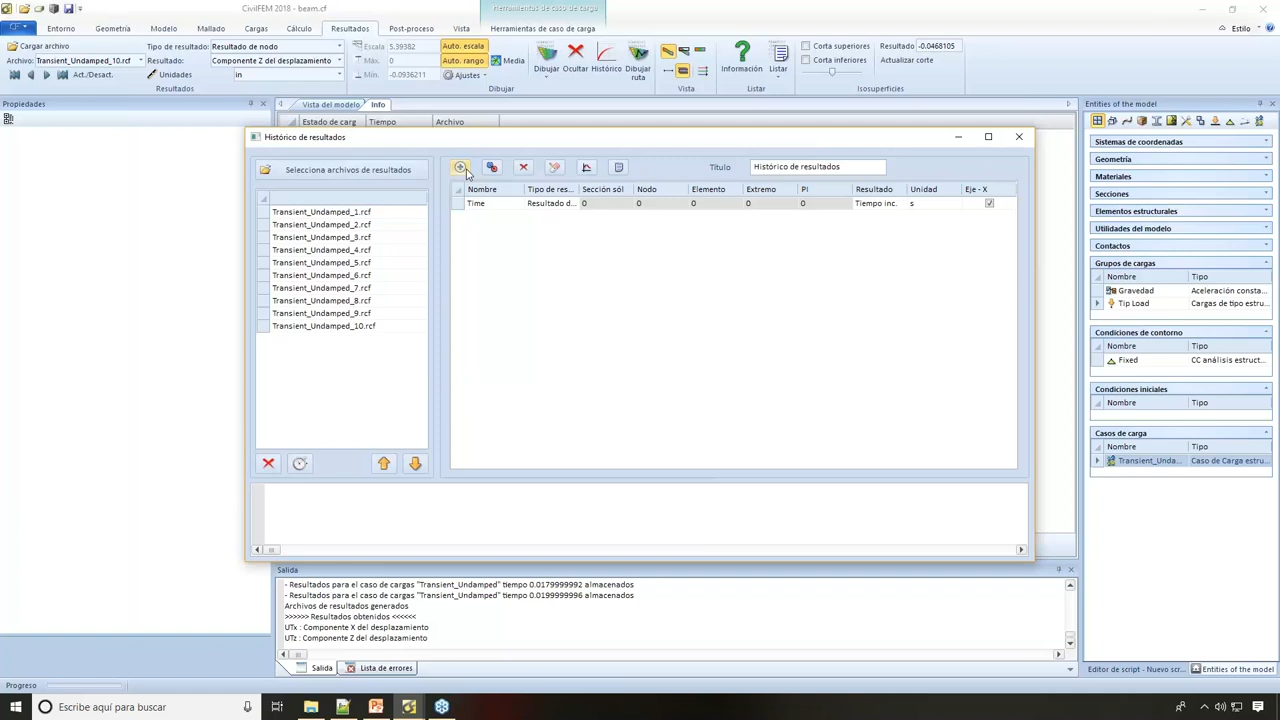 CivilFEM 2018 - beam.cf
Herramientas de caso de carga
Entorno Geometría Modelo Mallado Cargas Cálculo Resultados Post-proceso Vista Herramientas de caso de carga Estilo
Cargar archivo
Archivo: Transient_Undamped_10.rcf
Act./Desact.
Tipo de resultado: Resultado de nodo
Resultado: Componente Z del desplazamiento
Unidades in
Resultados
Escala 5.39382
Máx. 0
Mín. -0.0936211
Auto. escala
Auto. rango
Media
Ajustes
Dibujar Ocultar Histórico Dibujar ruta
Dibujar
Vista
Información Listar
Listar
Corta superiores
Corta inferiores
Resultado -0.0468105
Actualizar corte
Isosuperficies
Propiedades
Vista del modelo Info
Estado de carg Tiempo Archivo
Histórico de resultados
Selecciona archivos de resultados
Transient_Undamped_1.rcf
Transient_Undamped_2.rcf
Transient_Undamped_3.rcf
Transient_Undamped_4.rcf
Transient_Undamped_5.rcf
Transient_Undamped_6.rcf
Transient_Undamped_7.rcf
Transient_Undamped_8.rcf
Transient_Undamped_9.rcf
Transient_Undamped_10.rcf
Título Histórico de resultados
Nombre Tipo de res... Sección sól Nodo Elemento Extremo PI Resultado Unidad Eje - X
Time Resultado d... 0 0 0 0 0 Tiempo inc. s
Entities of the model
Sistemas de coordenadas
Geometría
Materiales
Secciones
Elementos estructurales
Utilidades del modelo
Contactos
Grupos de cargas
Nombre Tipo
Gravedad Aceleración consta...
Tip Load Cargas de tipo estru...
Condiciones de contorno
Nombre Tipo
Fixed CC análisis estruct...
Condiciones iniciales
Nombre Tipo
Casos de carga
Nombre Tipo
Transient_Unda... Caso de Carga estru...
Salida
- Resultados para el caso de cargas "Transient_Undamped" tiempo 0.0179999992 almacenados
- Resultados para el caso de cargas "Transient_Undamped" tiempo 0.0199999996 almacenados
Archivos de resultados generados
>>>>>> Resultados obtenidos <<<<<<
UTx : Componente X del desplazamiento
UTz : Componente Z del desplazamiento
Salida Lista de errores
Editor de script - Nuevo scr... Entities of the model
Progreso
Escribe aquí para buscar